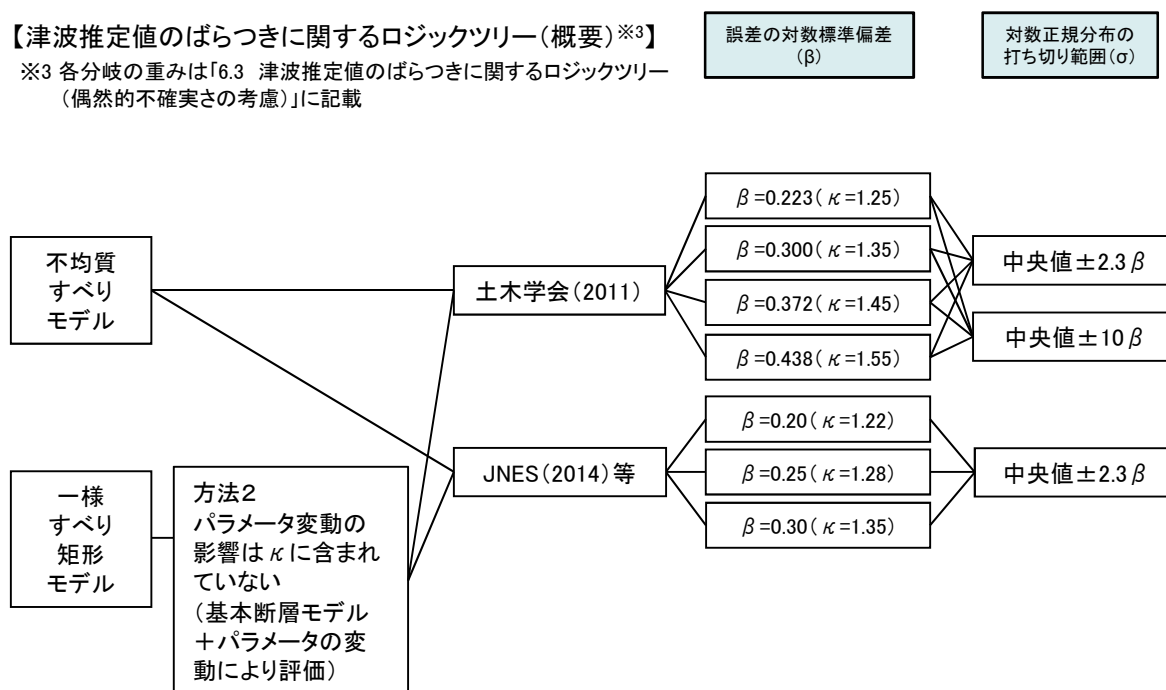 【津波推定値のばらつきに関するロジックツリー(概要)※3】
※3 各分岐の重みは「6.3 津波推定値のばらつきに関するロジックツリー
(偶然的不確実さの考慮)」に記載
誤差の対数標準偏差
(β)
対数正規分布の
打ち切り範囲(σ)
不均質
すべり
モデル
一様
すべり
矩形
モデル
方法2
パラメータ変動の
影響はκに含まれ
ていない
(基本断層モデル
+パラメータの変
動により評価)
土木学会(2011)
JNES(2014)等
β=0.223(κ=1.25)
β=0.300(κ=1.35)
β=0.372(κ=1.45)
β=0.438(κ=1.55)
β=0.20(κ=1.22)
β=0.25(κ=1.28)
β=0.30(κ=1.35)
中央値±2.3β
中央値±10β
中央値±2.3β